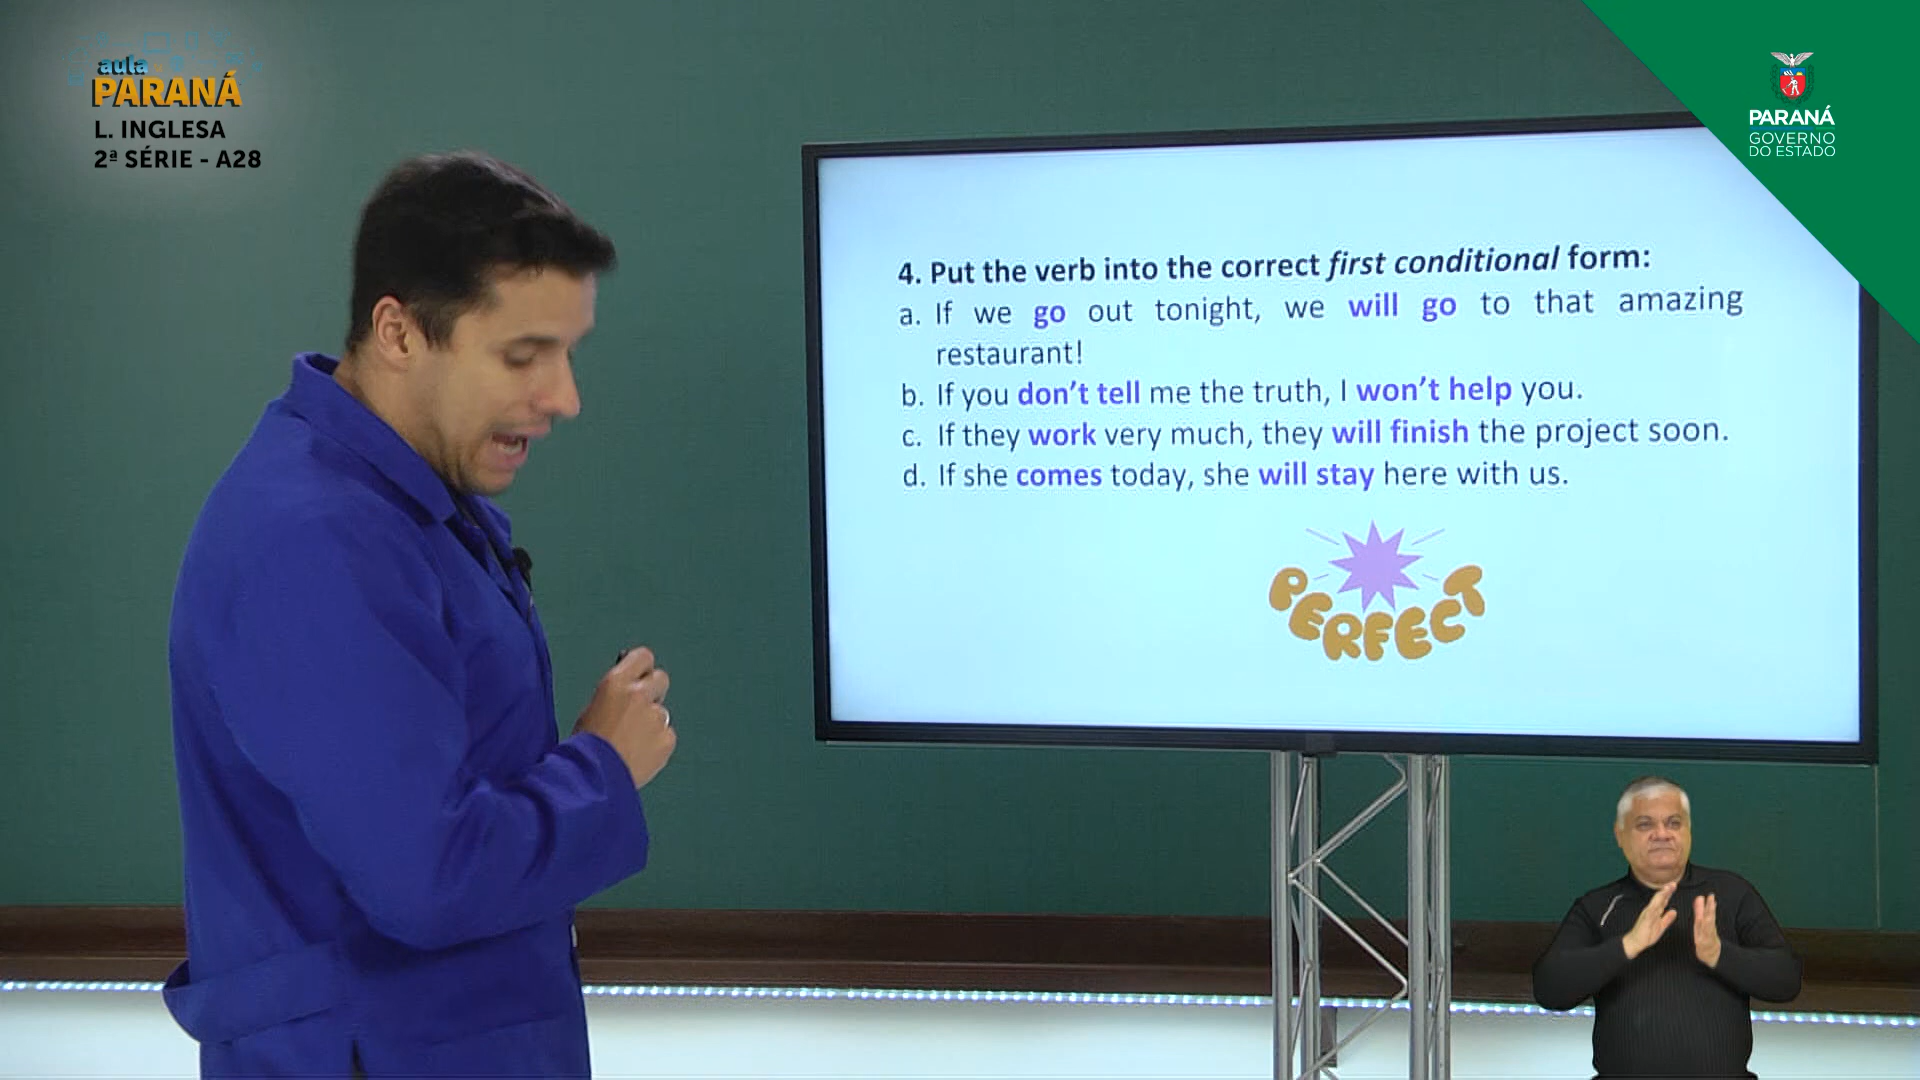 aula
PARANÁ
L. INGLESA
2ª SÉRIE - A28
PARANÁ
GOVERNO
DO ESTADO
4. Put the verb into the correct first conditional form:
a. If we go out tonight, we will go to that amazing
restaurant!
b. If you don't tell me the truth, I won't help you.
c. If they work very much, they will finish the project soon.
d. If she comes today, she will stay here with us.
PERFECT